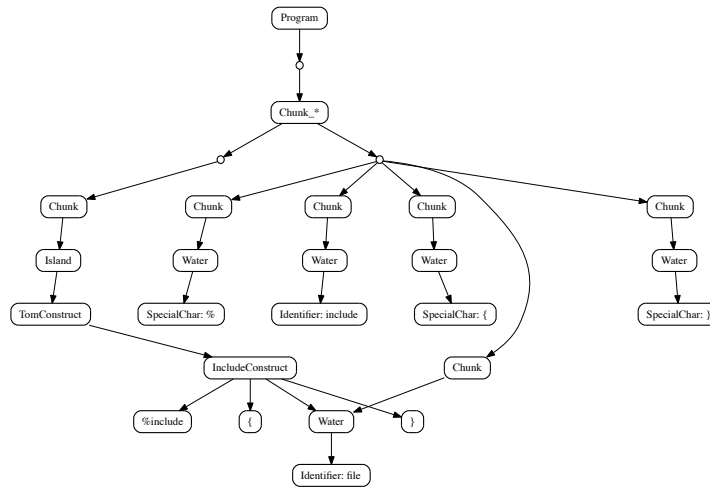 Program
Chunk_*
Chunk
Chunk
Chunk
Chunk
Chunk
Island
Water
Water
Water
Water
TomConstruct
SpecialChar: %
Identifier: include
SpecialChar: {
SpecialChar: }
IncludeConstruct
Chunk
%include
{
Water
}
Identifier: file